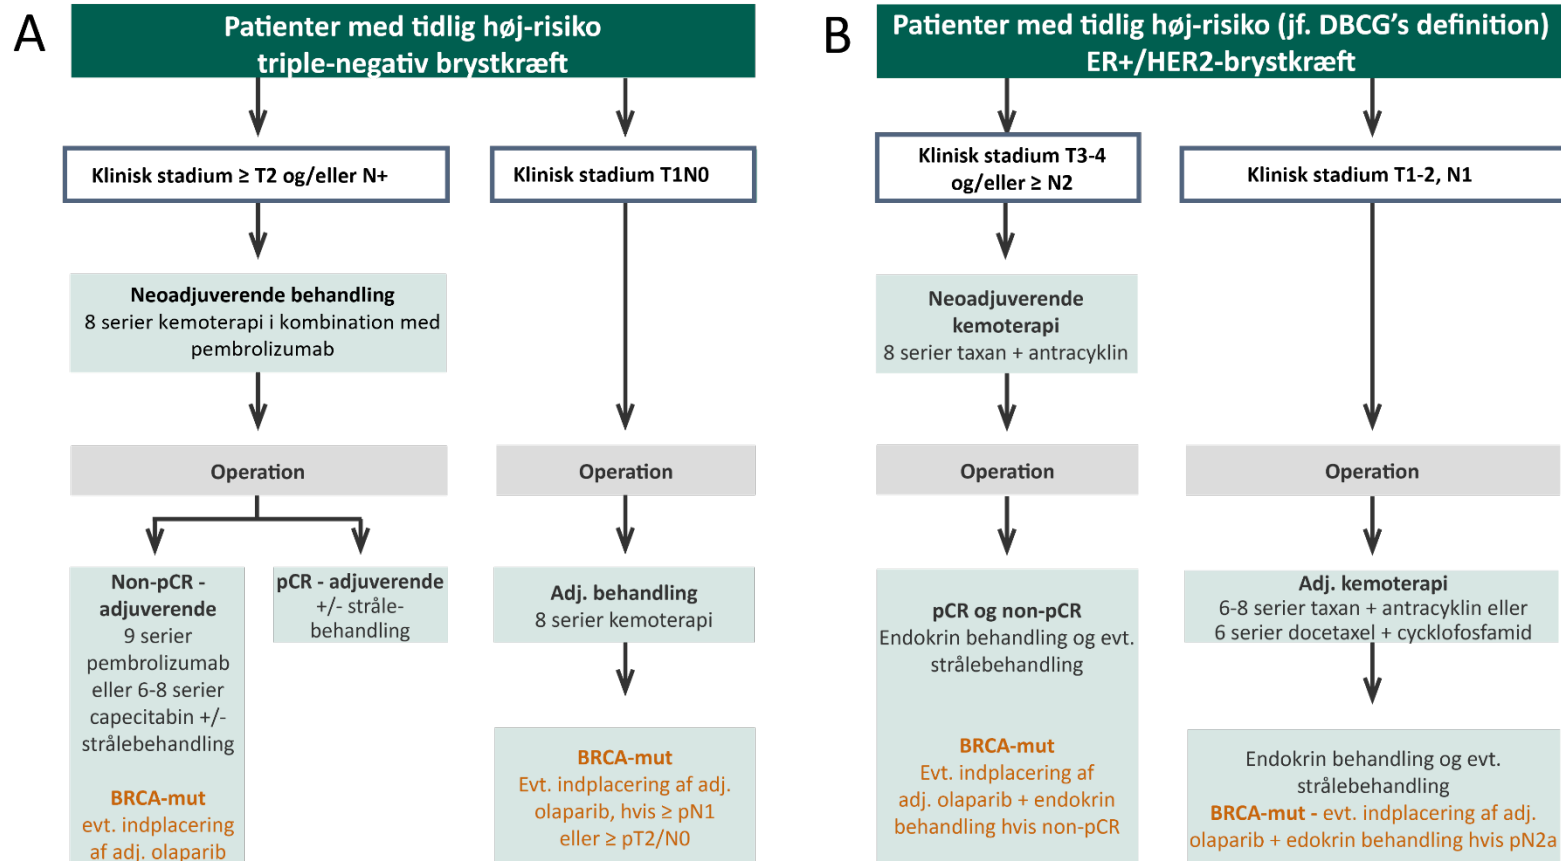 A
Patienter med tidlig høj-risiko
triple-negativ brystkræft
Klinisk stadium ≥ T2 og/eller N+
Klinisk stadium T1N0
Neoadjuverende behandling
8 serier kemoterapi i kombination med
pembrolizumab
Operation
Operation
Non-pCR -
adjuverende
9 serier
pembrolizumab
eller 6-8 serier
capecitabin +/-
strålebehandling
BRCA-mut
evt. indplacering
af adj. olaparib
pCR - adjuverende
+/- stråle-
behandling
Adj. behandling
8 serier kemoterapi
BRCA-mut
Evt. indplacering af adj.
olaparib, hvis ≥ pN1
eller ≥ pT2/N0
B
Patienter med tidlig høj-risiko (jf. DBCG's definition)
ER+/HER2-brystkræft
Klinisk stadium T3-4
og/eller ≥ N2
Klinisk stadium T1-2, N1
Neoadjuverende
kemoterapi
8 serier taxan + antracyklin
Operation
Operation
pCR og non-pCR
Endokrin behandling og evt.
strålebehandling
BRCA-mut
Evt. indplacering af
adj. olaparib + endokrin
behandling hvis non-pCR
Adj. kemoterapi
6-8 serier taxan + antracyklin eller
6 serier docetaxel + cycklofosfamid
Endokrin behandling og evt.
strålebehandling
BRCA-mut - evt. indplacering af adj.
olaparib + edokrin behandling hvis pN2a